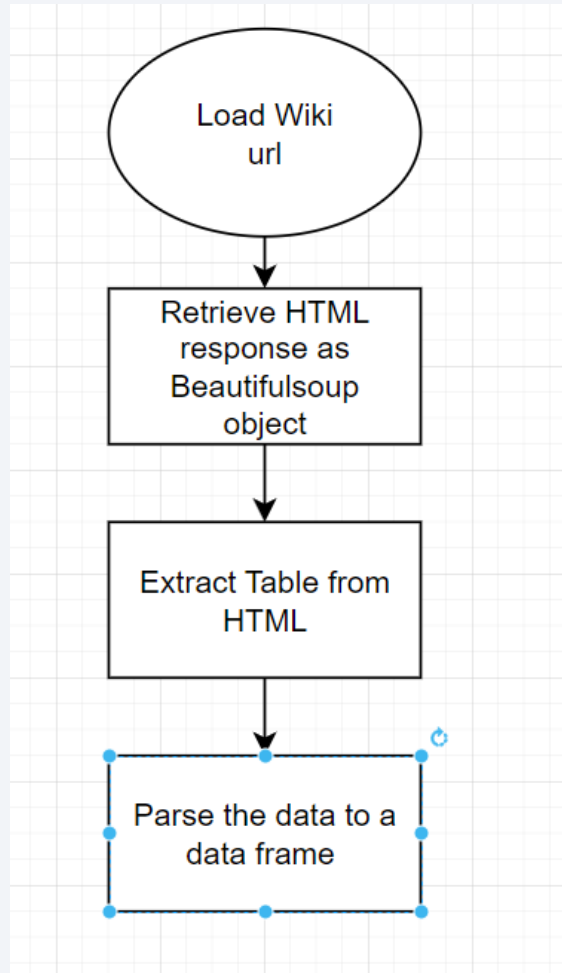 Load Wiki
url
Retrieve HTML
response as
Beautifulsoup
object
Extract Table from
HTML
Parse the data to a
data frame